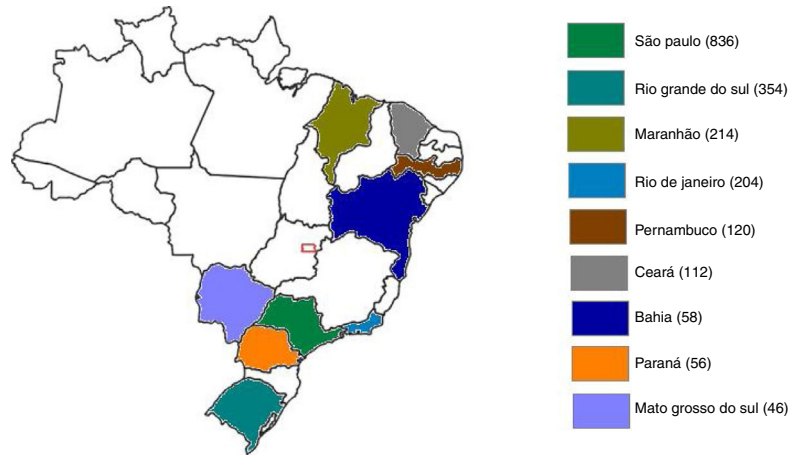 São paulo (836)
Rio grande do sul (354)
Maranhão (214)
Rio de janeiro (204)
Pernambuco (120)
Ceará (112)
Bahia (58)
Paraná (56)
Mato grosso do sul (46)